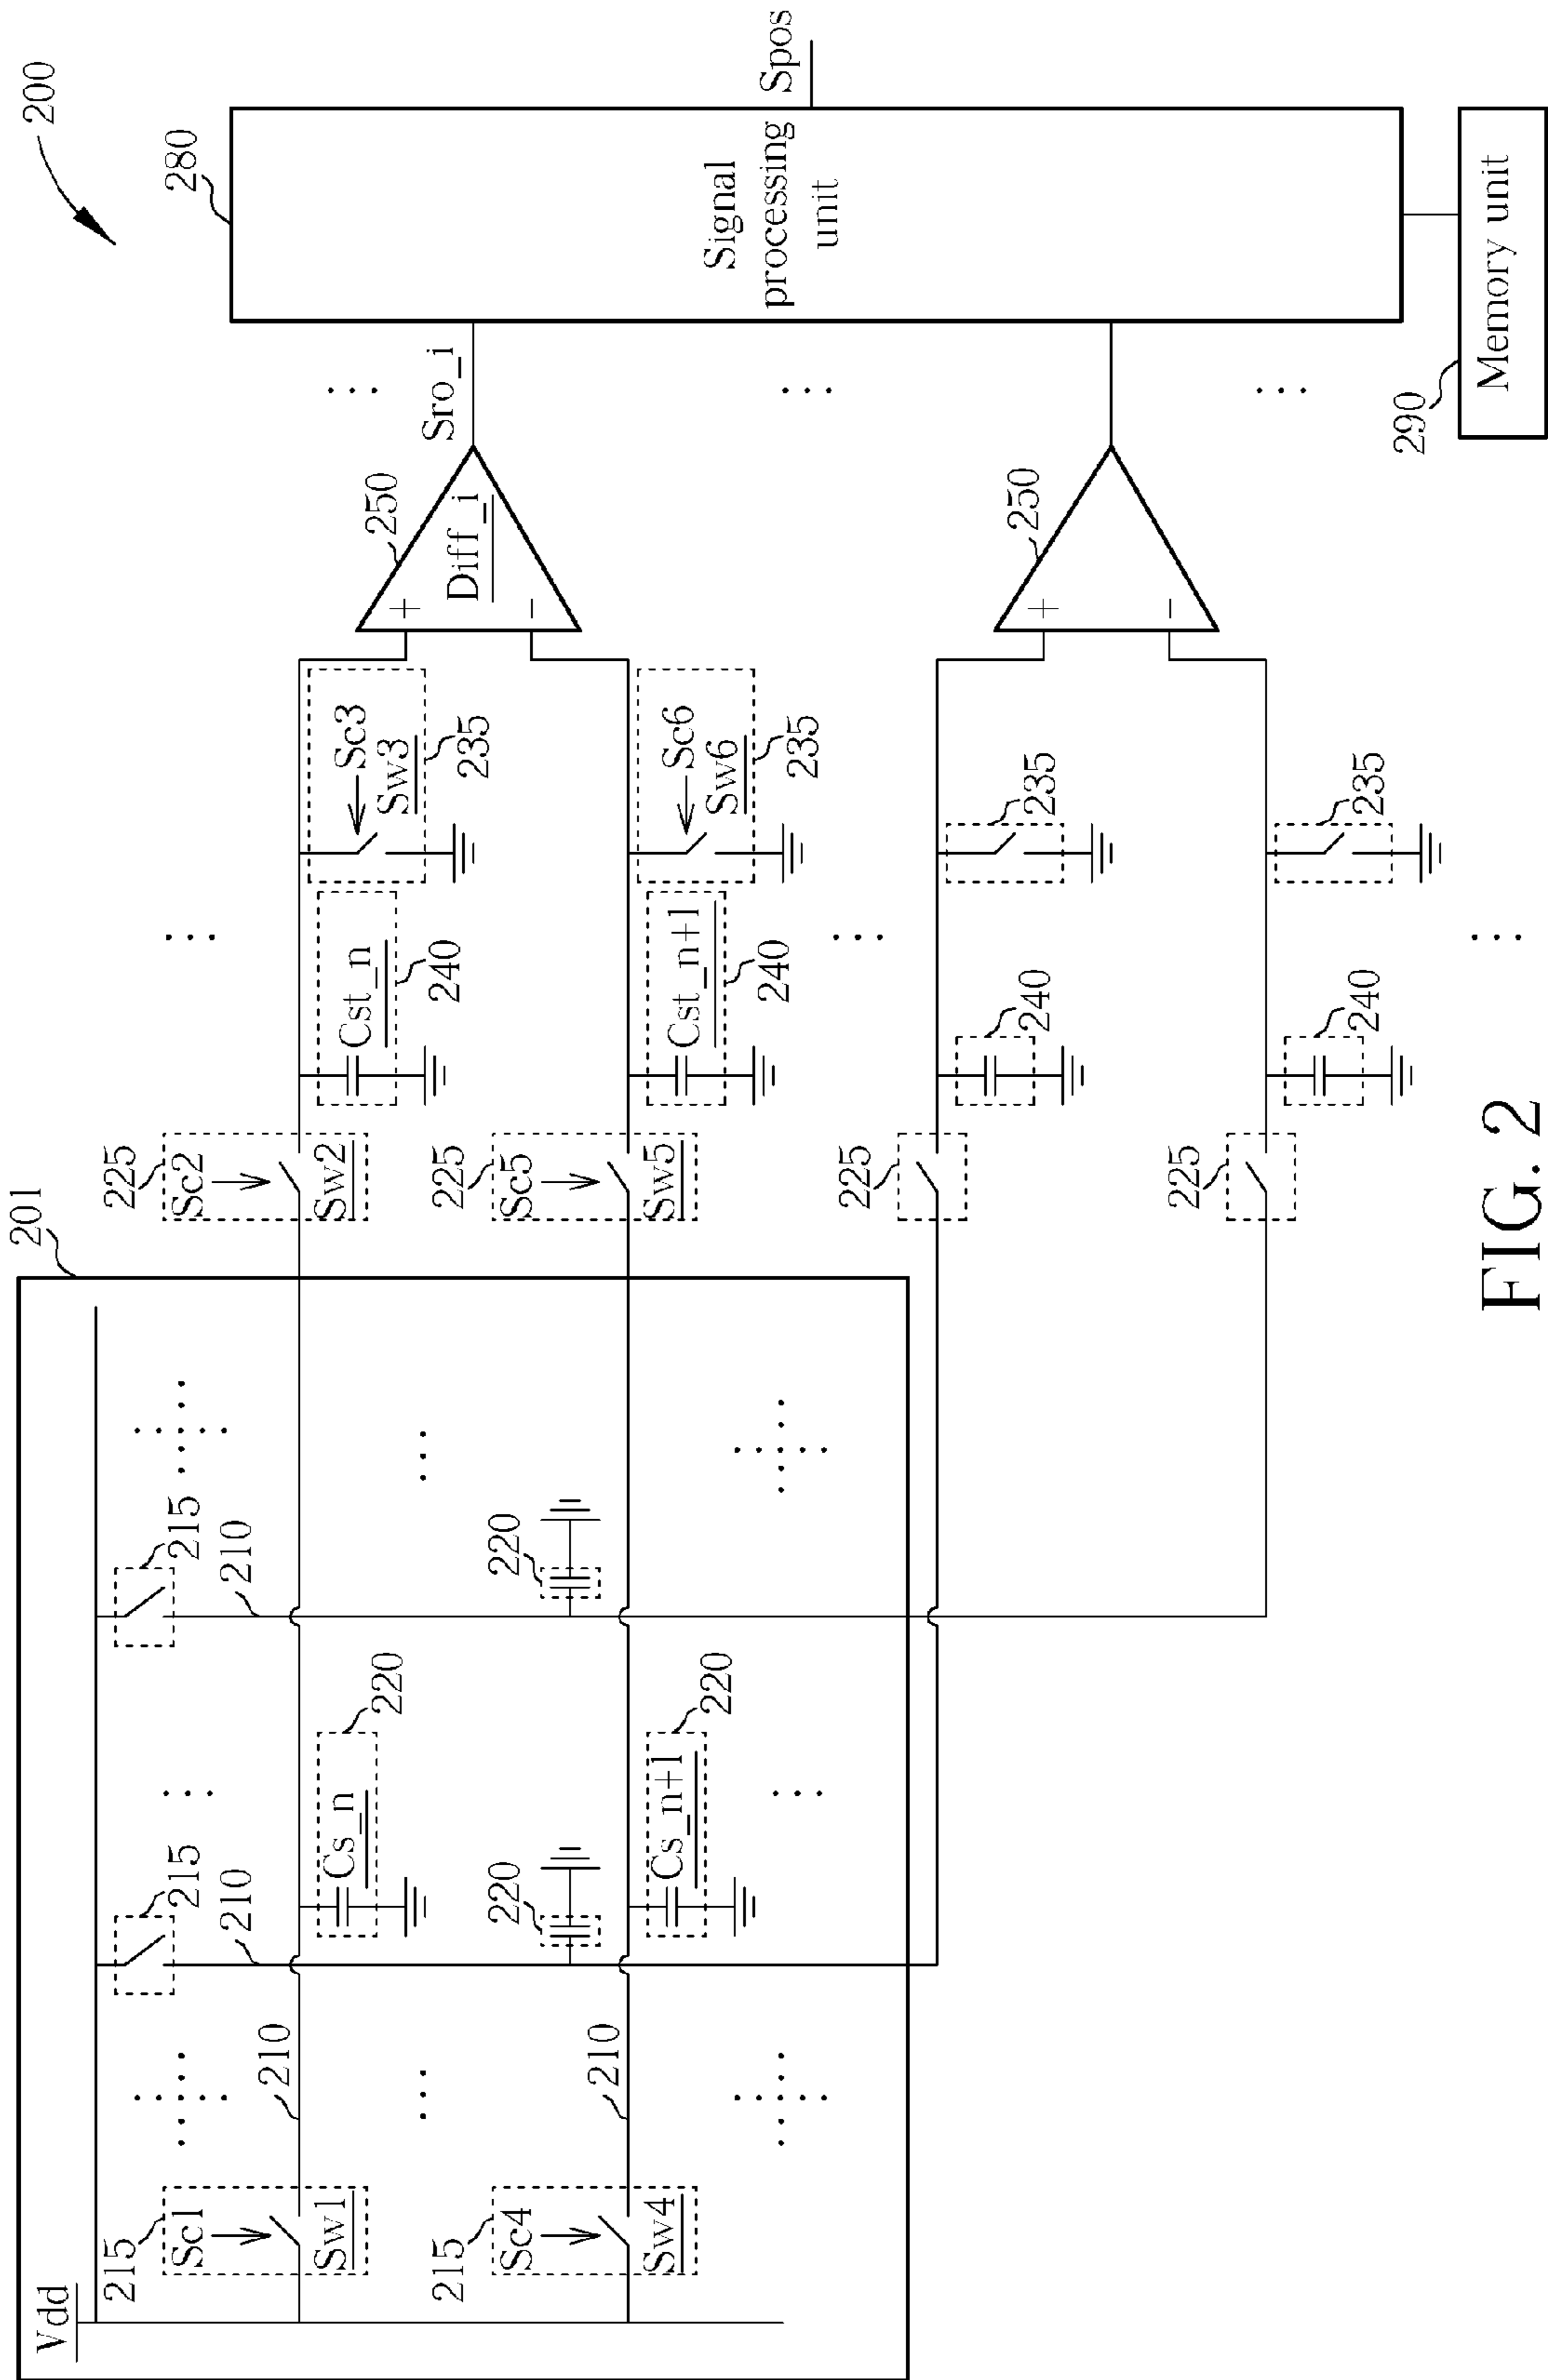 200
201
Vdd
215
Sc1
Sw1
210
215
210
Cs_n
220
215
210
225
Sc2
Sw2
Cst_n
240
Sc3
Sw3
235
250
Diff_i
+
−
Sro_i
280
Signal
processing
unit
Spos
215
Sc4
Sw4
210
220
Cs_n+1
220
220
225
Sc5
Sw5
Cst_n+1
240
Sc6
Sw6
235
225
240
235
250
+
−
225
240
235
290
Memory unit
FIG. 2